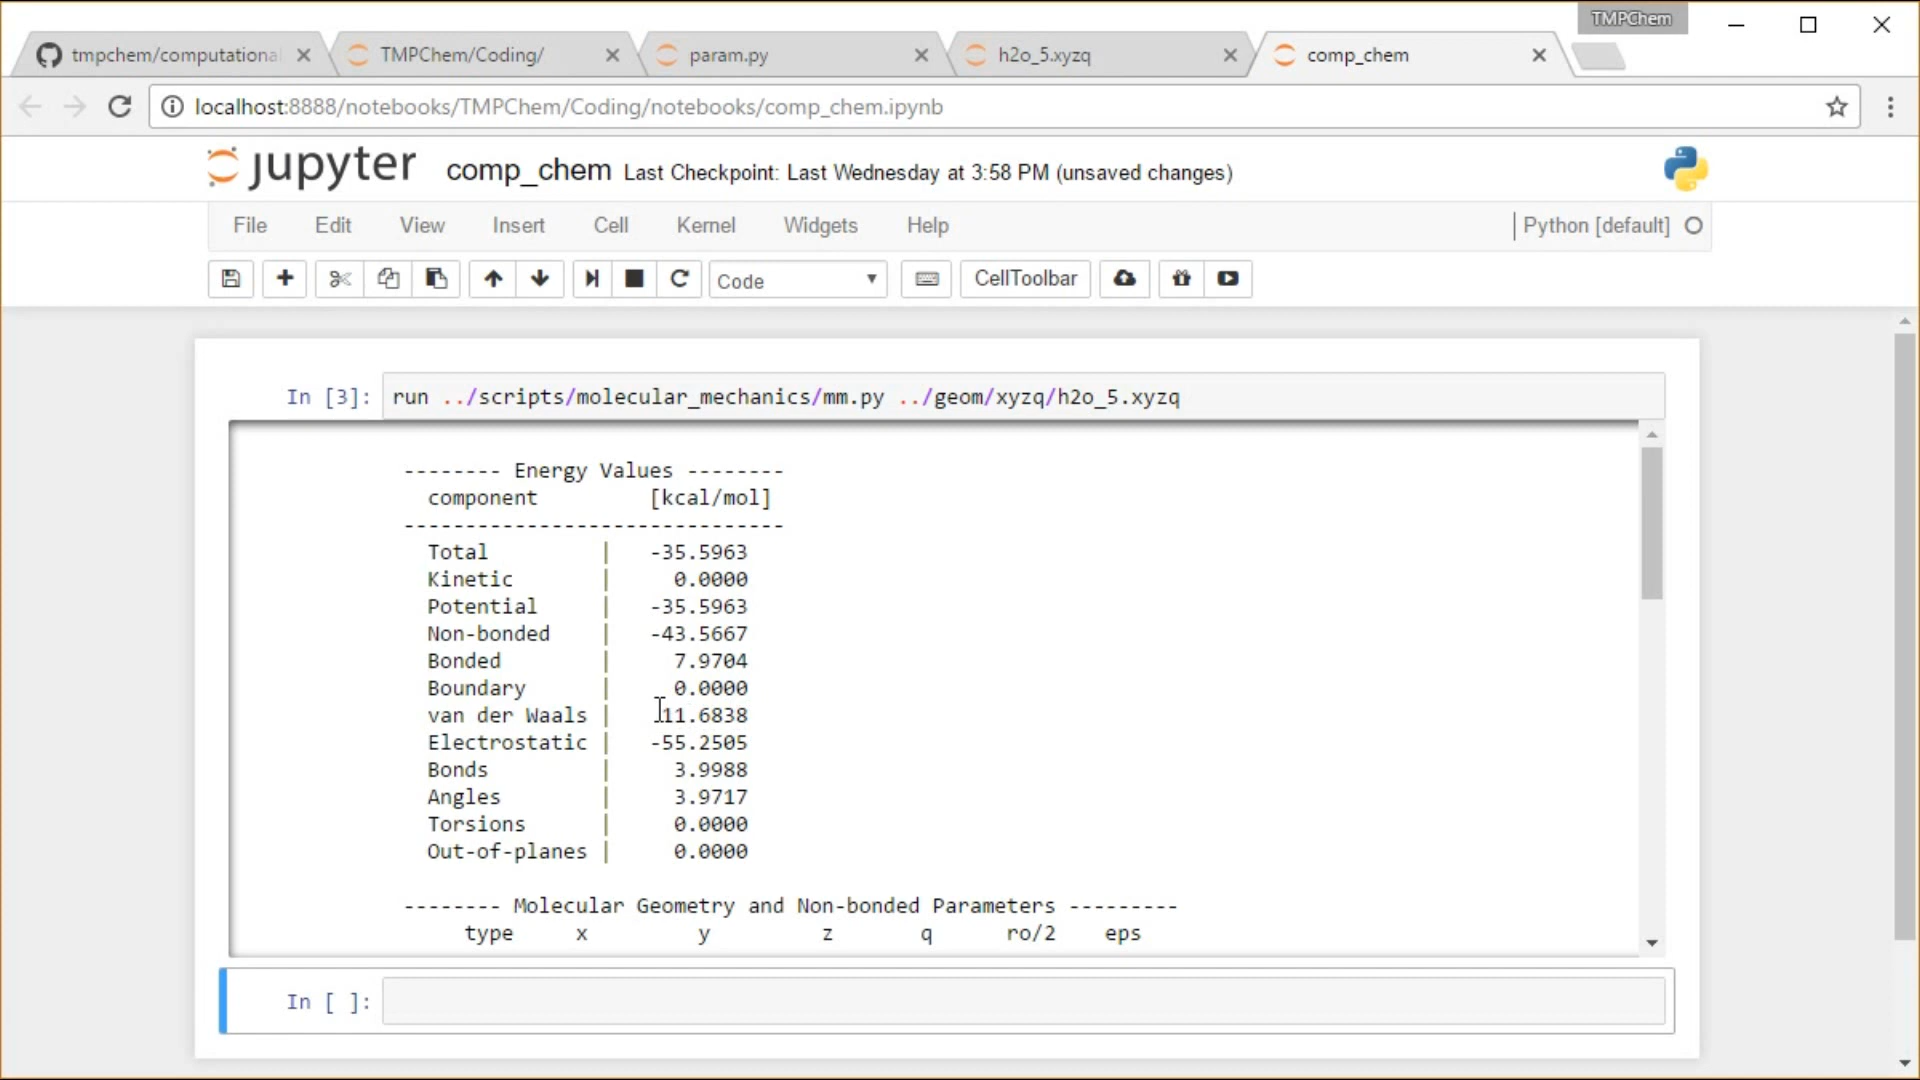 TMPChem
tmpchem/computational
TMPChem/Coding/
param.py
h2o_5.xyzq
comp_chem
localhost:8888/notebooks/TMPChem/Coding/notebooks/comp_chem.ipynb
jupyter comp_chem Last Checkpoint: Last Wednesday at 3:58 PM (unsaved changes)
File Edit View Insert Cell Kernel Widgets Help Python [default]
Code CellToolbar
In [3]: run ../scripts/molecular_mechanics/mm.py ../geom/xyzq/h2o_5.xyzq
-------- Energy Values --------
component [kcal/mol]
-------------------------------
Total | -35.5963
Kinetic | 0.0000
Potential | -35.5963
Non-bonded | -43.5667
Bonded | 7.9704
Boundary | 0.0000
van der Waals | 11.6838
Electrostatic | -55.2505
Bonds | 3.9988
Angles | 3.9717
Torsions | 0.0000
Out-of-planes | 0.0000
-------- Molecular Geometry and Non-bonded Parameters ---------
type x y z q ro/2 eps
In [ ]: